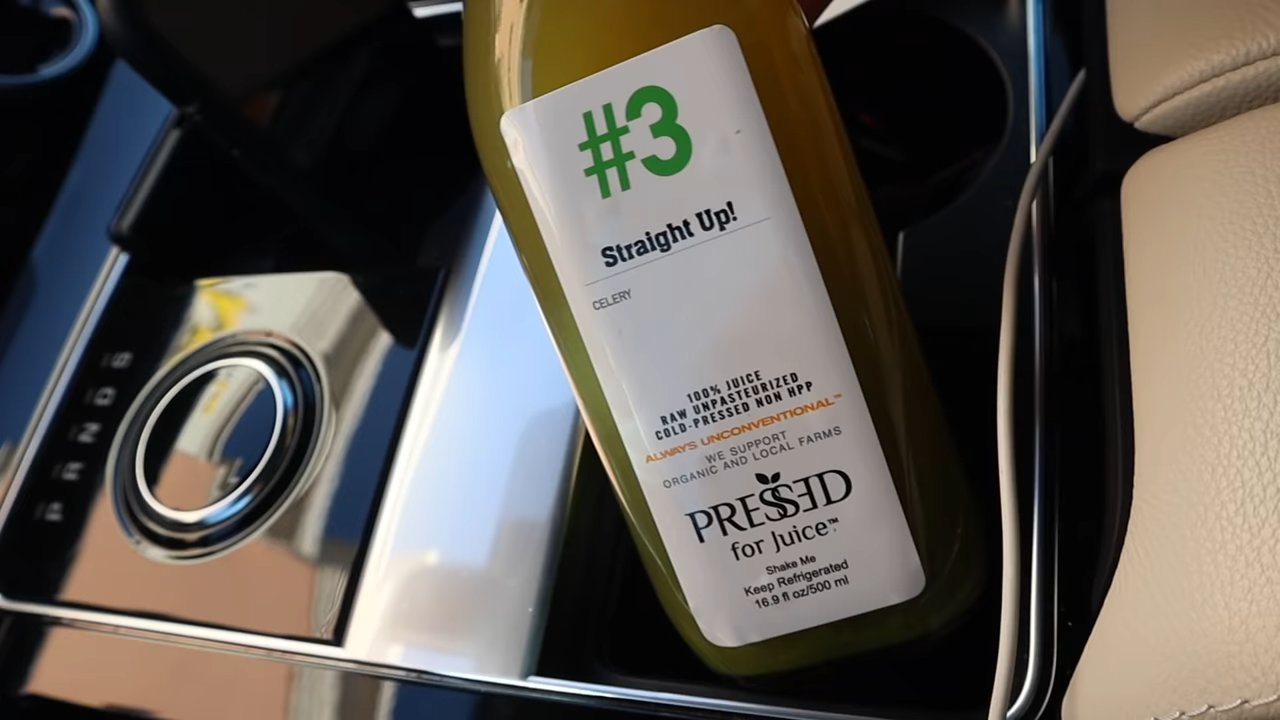 #3
Straight Up!
CELERY
100% JUICE
RAW UNPASTEURIZED
COLD-PRESSED NON HPP
ALWAYS UNCONVENTIONAL™
WE SUPPORT
ORGANIC AND LOCAL FARMS
PRESSED
for Juice™
Shake Me
Keep Refrigerated
16.9 fl oz/500 ml
P R N D S